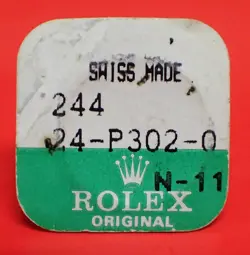 SWISS MADE
244
24-P302-0
N-11
ROLEX
ORIGINAL